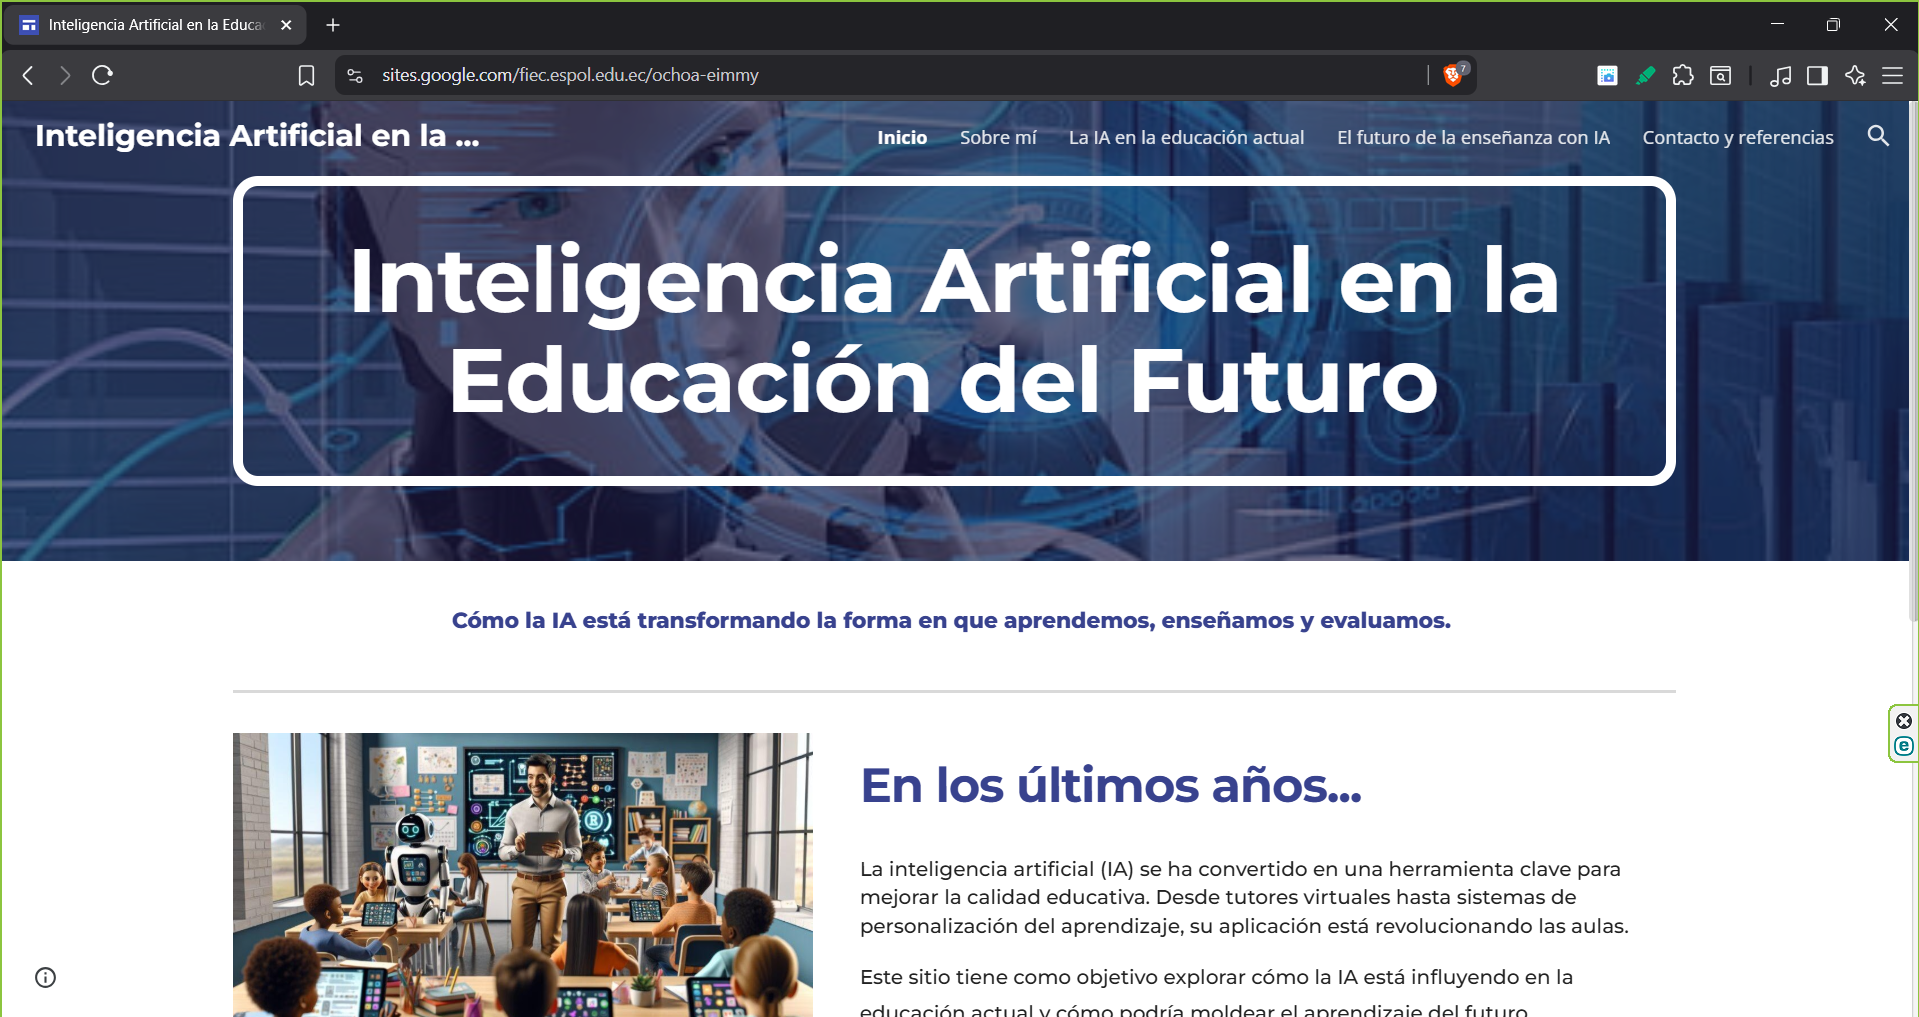 Inteligencia Artificial en la Educa
sites.google.com/fiec.espol.edu.ec/ochoa-eimmy
7
Inteligencia Artificial en la ...
Inicio
Sobre mí
La IA en la educación actual
El futuro de la enseñanza con IA
Contacto y referencias
Inteligencia Artificial en la
Educación del Futuro
Cómo la IA está transformando la forma en que aprendemos, enseñamos y evaluamos.
En los últimos años...
La inteligencia artificial (IA) se ha convertido en una herramienta clave para
mejorar la calidad educativa. Desde tutores virtuales hasta sistemas de
personalización del aprendizaje, su aplicación está revolucionando las aulas.
Este sitio tiene como objetivo explorar cómo la IA está influyendo en la
educación actual y cómo podría moldear el aprendizaje del futuro.